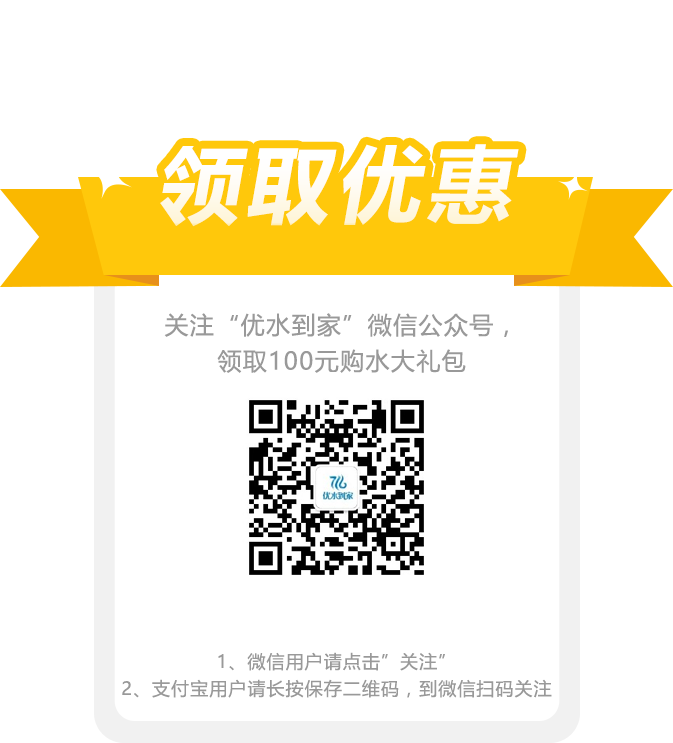 领取优惠
关注“优水到家”微信公众号，
领取100元购水大礼包
优水到家
1、微信用户请点击”关注”
2、支付宝用户请长按保存二维码，到微信扫码关注